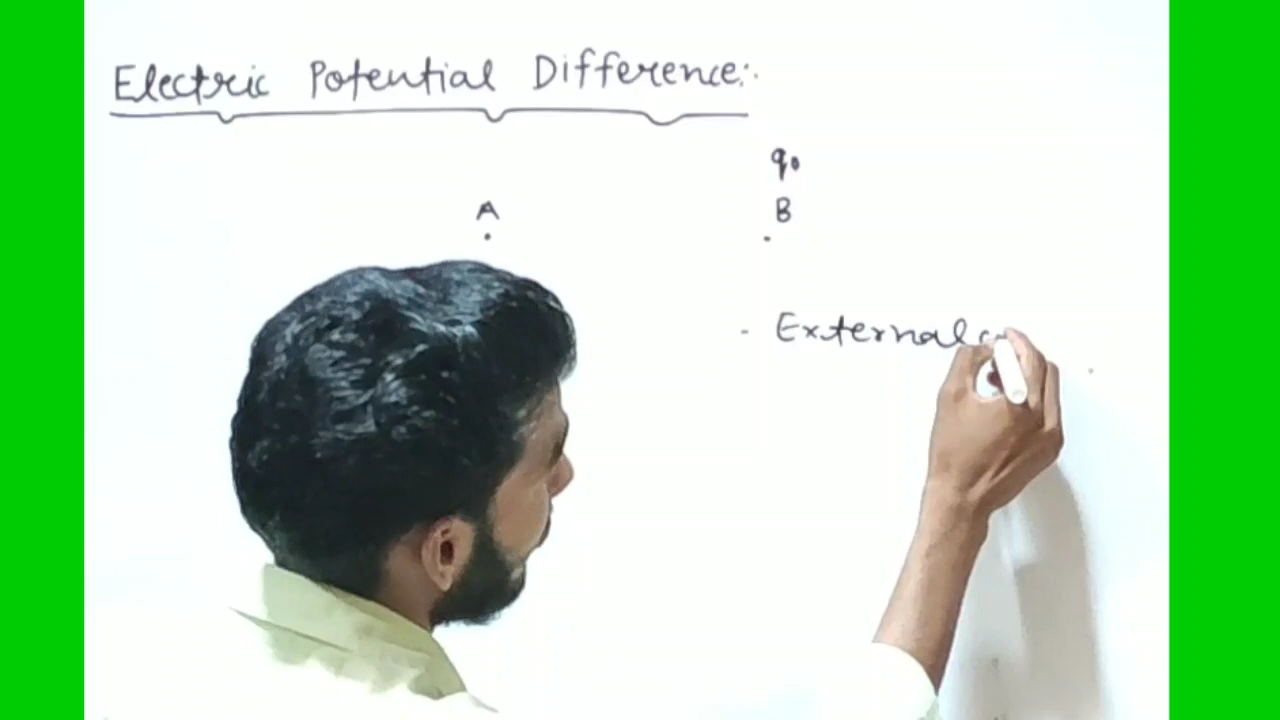 Electric Potential Difference:.
q₀
A B
- External